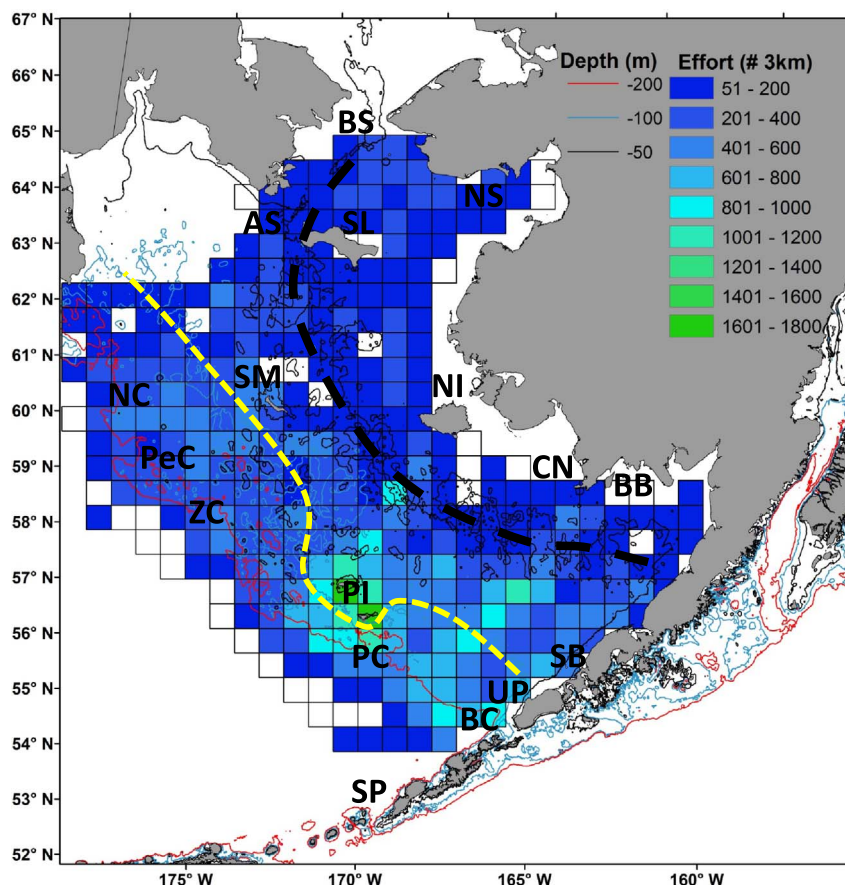 67° N
66° N
65° N
64° N
63° N
62° N
61° N
60° N
59° N
58° N
57° N
56° N
55° N
54° N
53° N
52° N
175° W
170° W
165° W
160° W
Depth (m)
-200
-100
-50
Effort (# 3km)
51 - 200
201 - 400
401 - 600
601 - 800
801 - 1000
1001 - 1200
1201 - 1400
1401 - 1600
1601 - 1800
BS
NS
AS
SL
SM
NI
NC
PeC
CN
BB
ZC
PI
PC
SB
UP
BC
SP